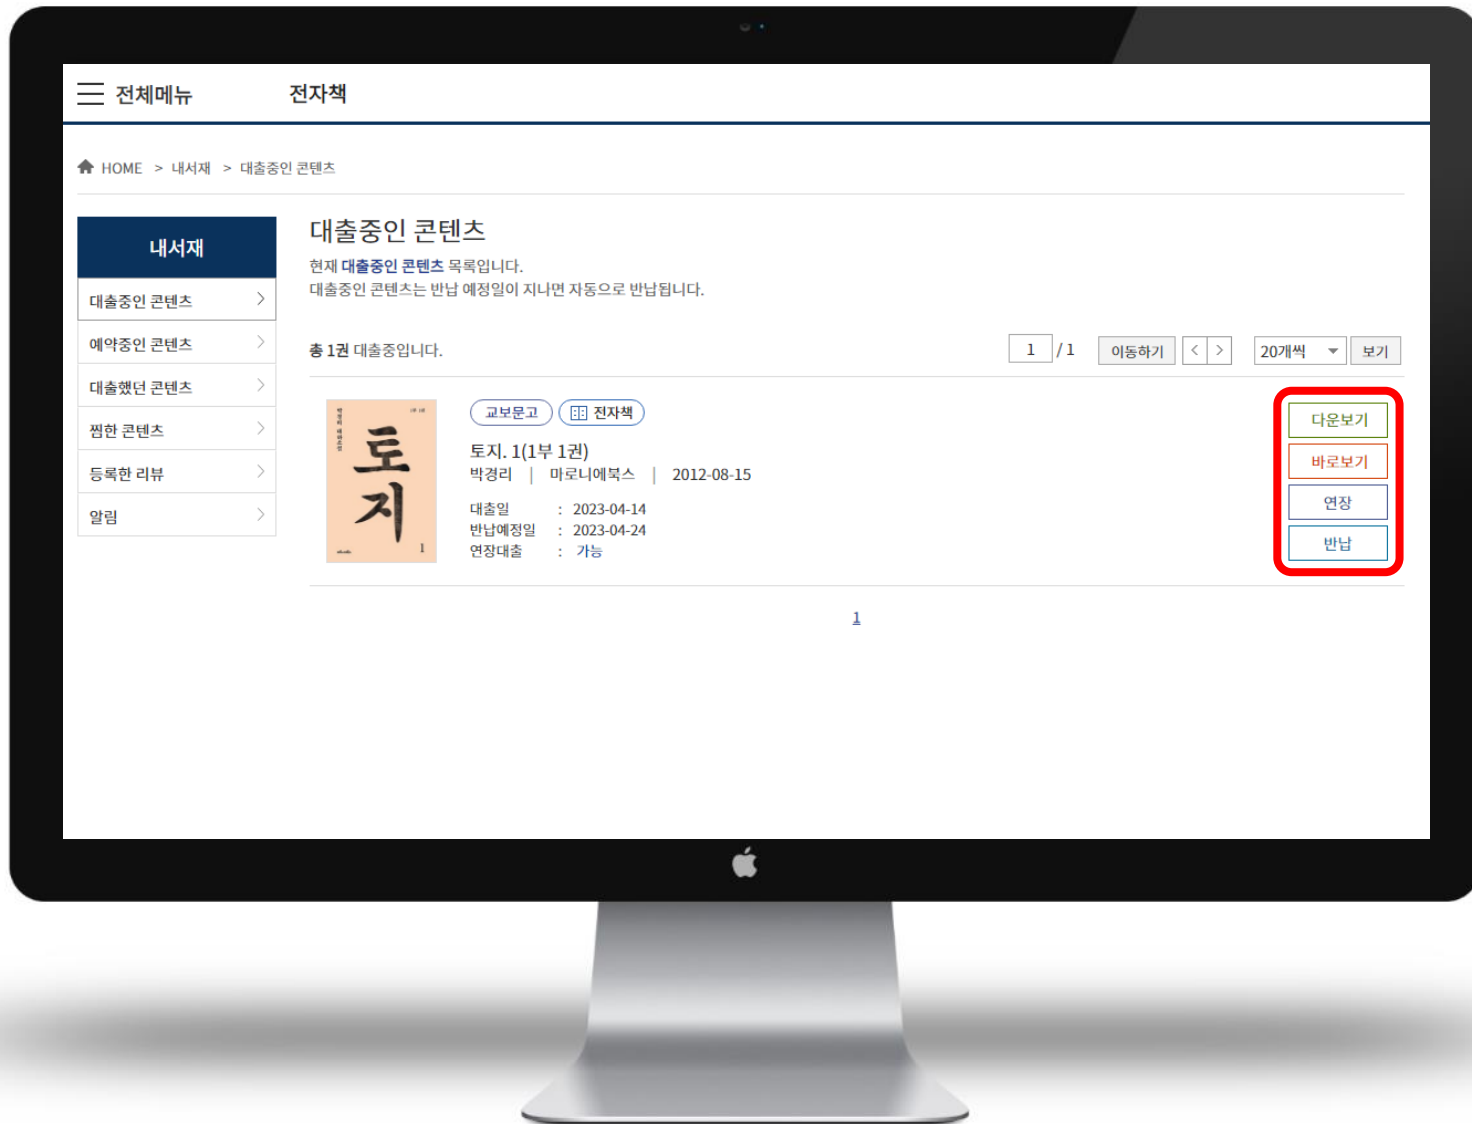 전체메뉴 전자책
HOME > 내서재 > 대출중인 콘텐츠
내서재
대출중인 콘텐츠
예약중인 콘텐츠
대출했던 콘텐츠
찜한 콘텐츠
등록한 리뷰
알림
대출중인 콘텐츠
현재 대출중인 콘텐츠 목록입니다.
대출중인 콘텐츠는 반납 예정일이 지나면 자동으로 반납됩니다.
총 1권 대출중입니다.
1 / 1 이동하기 < > 20개씩 보기
박경리 대하소설
토지
1
교보문고 전자책
토지. 1(1부 1권)
박경리 | 마로니에북스 | 2012-08-15
대출일 : 2023-04-14
반납예정일 : 2023-04-24
연장대출 : 가능
다운보기
바로보기
연장
반납
1